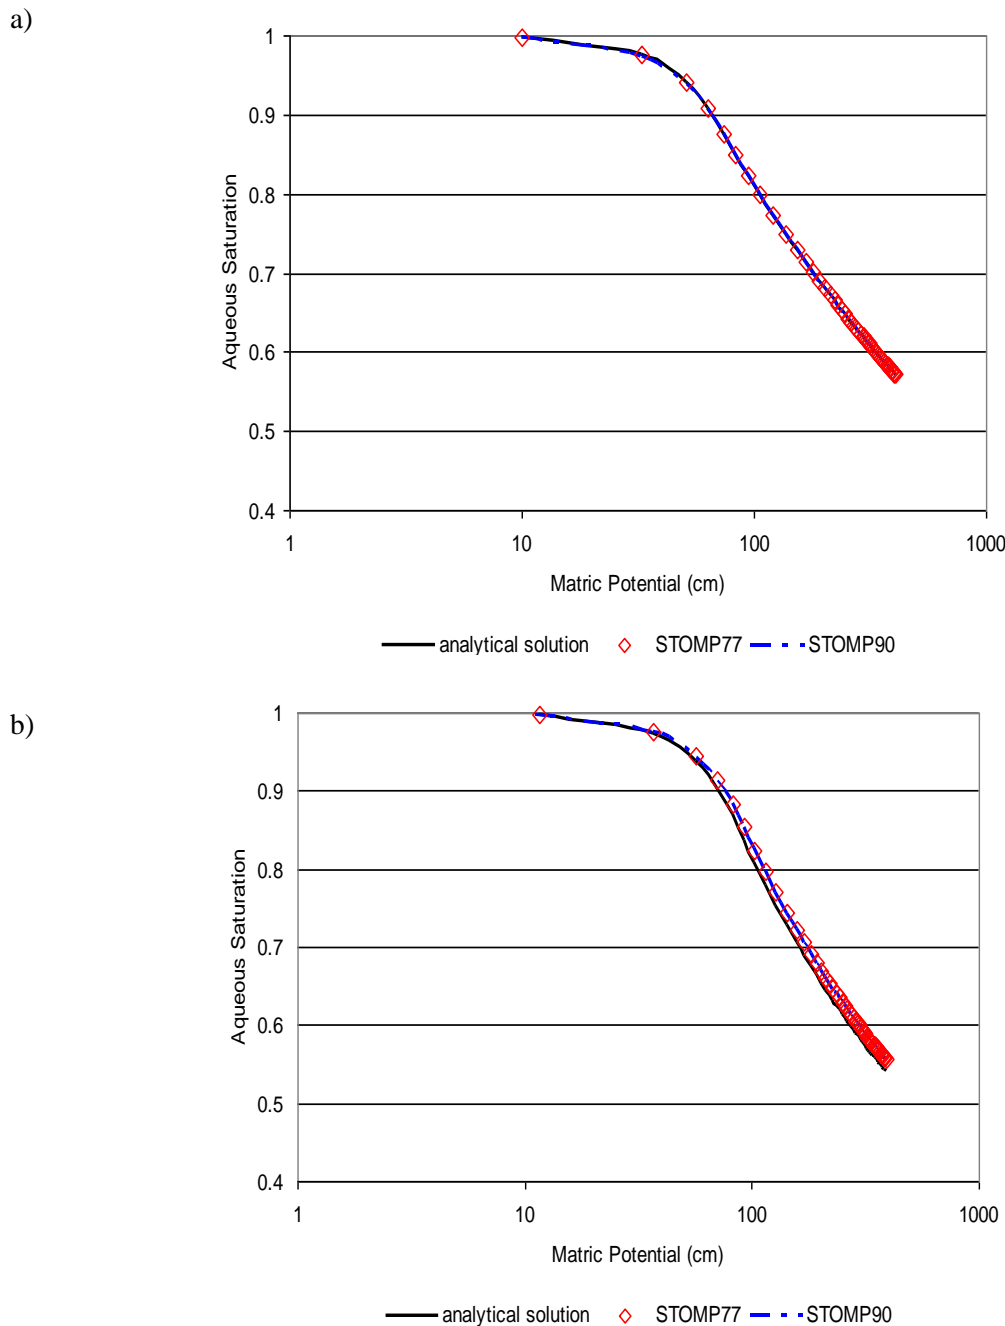 a)
1
0.9
0.8
0.7
0.6
0.5
0.4
Aqueous Saturation
1 10 100 1000
Matric Potential (cm)
analytical solution STOMP77 STOMP90
b)
1
0.9
0.8
0.7
0.6
0.5
0.4
Aqueous Saturation
1 10 100 1000
Matric Potential (cm)
analytical solution STOMP77 STOMP90